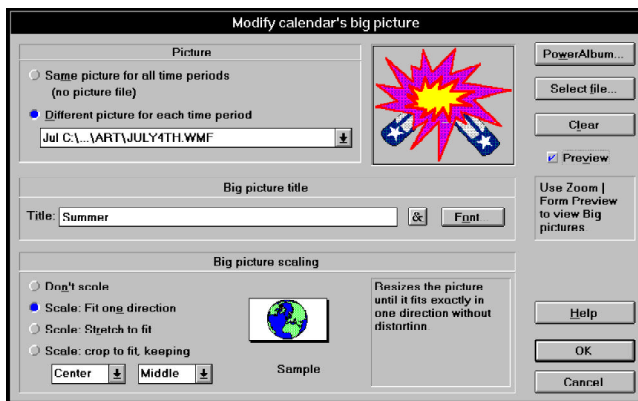 Modify calendar's big picture
Picture
Same picture for all time periods
(no picture file)
Different picture for each time period
Jul C:\...\ART\JULY4TH.WMF
PowerAlbum...
Select file...
Clear
Preview
Use Zoom |
Form Preview
to view Big
pictures
Big picture title
Title: Summer & Font...
Big picture scaling
Don't scale
Scale: Fit one direction
Scale: Stretch to fit
Scale: crop to fit, keeping
Center Middle
Sample
Resizes the picture
until it fits exactly in
one direction without
distortion
Help
OK
Cancel